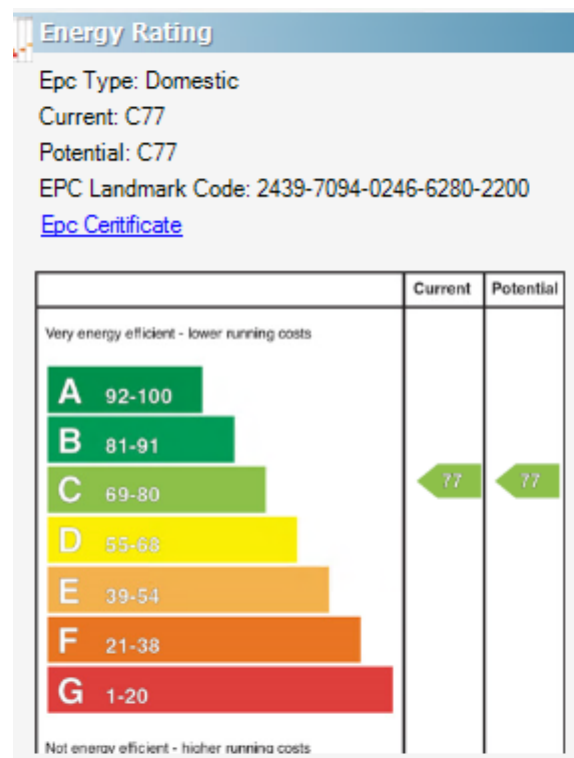 Energy Rating
Epc Type: Domestic
Current: C77
Potential: C77
EPC Landmark Code: 2439-7094-0246-6280-2200
Epc Ceritificate
Current Potential
Very energy efficient - lower running costs
A 92-100
B 81-91
C 69-80 77 77
D 55-68
E 39-54
F 21-38
G 1-20
Not energy efficient - higher running costs